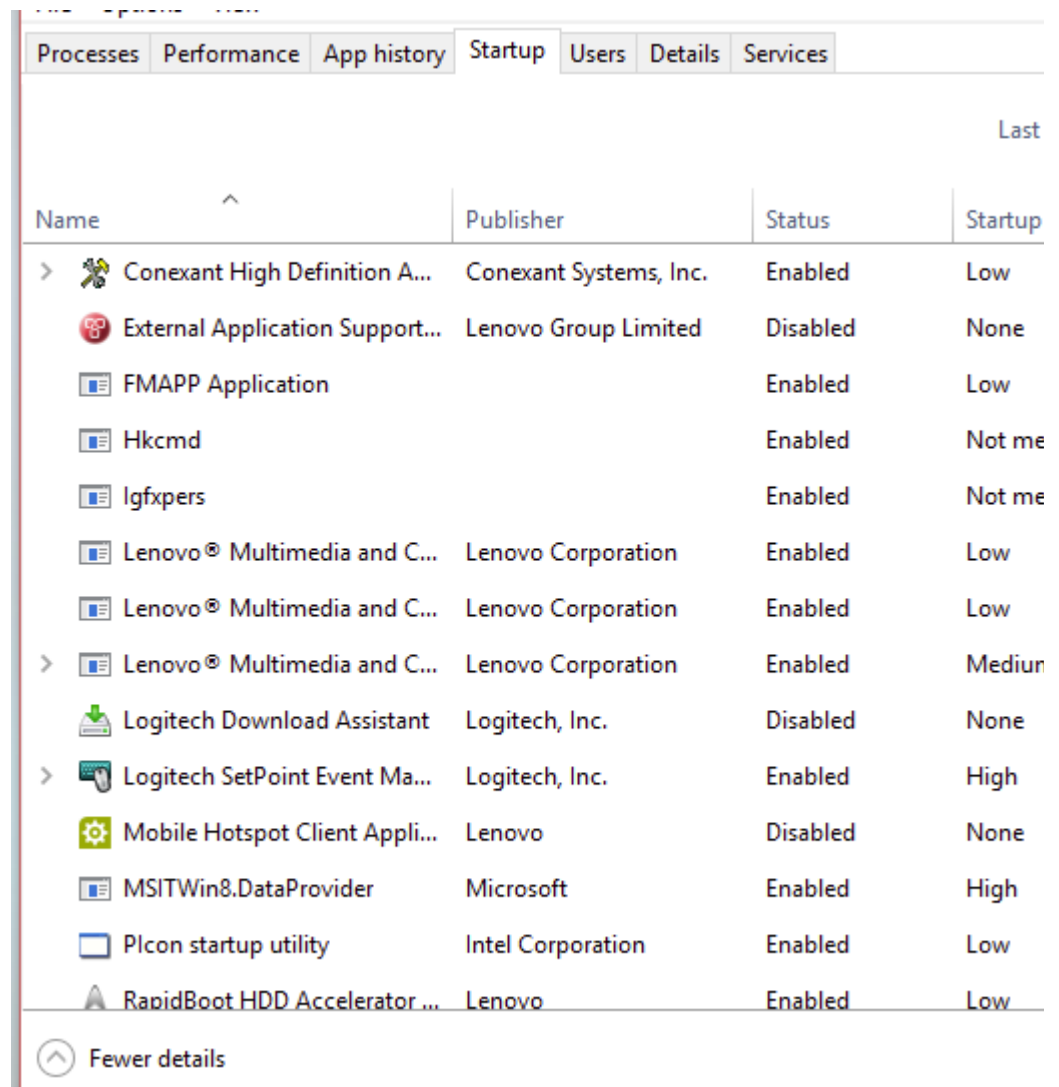 Processes Performance App history Startup Users Details Services
Last
Name Publisher Status Startup
Conexant High Definition A... Conexant Systems, Inc. Enabled Low
External Application Support... Lenovo Group Limited Disabled None
FMAPP Application Enabled Low
Hkcmd Enabled Not me
Igfxpers Enabled Not me
Lenovo® Multimedia and C... Lenovo Corporation Enabled Low
Lenovo® Multimedia and C... Lenovo Corporation Enabled Low
Lenovo® Multimedia and C... Lenovo Corporation Enabled Medium
Logitech Download Assistant Logitech, Inc. Disabled None
Logitech SetPoint Event Ma... Logitech, Inc. Enabled High
Mobile Hotspot Client Appli... Lenovo Disabled None
MSITWin8.DataProvider Microsoft Enabled High
PIcon startup utility Intel Corporation Enabled Low
RapidBoot HDD Accelerator ... Lenovo Enabled Low
Fewer details